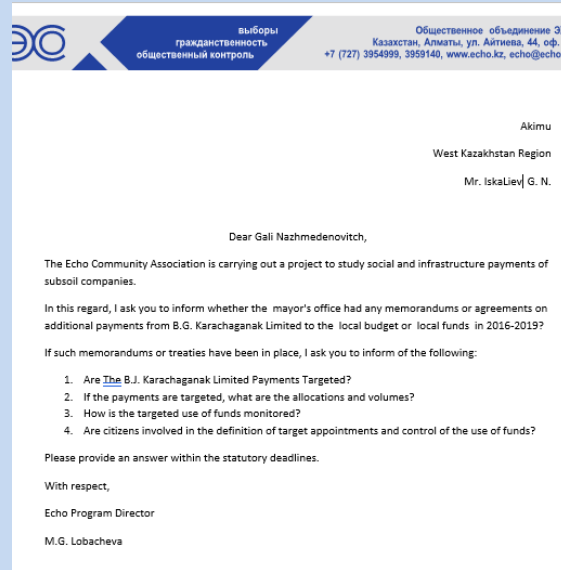 ЭС
выборы
гражданственность
общественный контроль
Общественное объединение
Казахстан, Алматы, ул. Айтиева, 44, оф.
+7 (727) 3954999, 3959140, www.echo.kz, echo@echo
Akimu
West Kazakhstan Region
Mr. IskaLiev G. N.
Dear Gali Nazhmedenovitch,
The Echo Community Association is carrying out a project to study social and infrastructure payments of
subsoil companies.
In this regard, I ask you to inform whether the mayor's office had any memorandums or agreements on
additional payments from B.G. Karachaganak Limited to the local budget or local funds in 2016-2019?
If such memorandums or treaties have been in place, I ask you to inform of the following:
1. Are The B.J. Karachaganak Limited Payments Targeted?
2. If the payments are targeted, what are the allocations and volumes?
3. How is the targeted use of funds monitored?
4. Are citizens involved in the definition of target appointments and control of the use of funds?
Please provide an answer within the statutory deadlines.
With respect,
Echo Program Director
M.G. Lobacheva